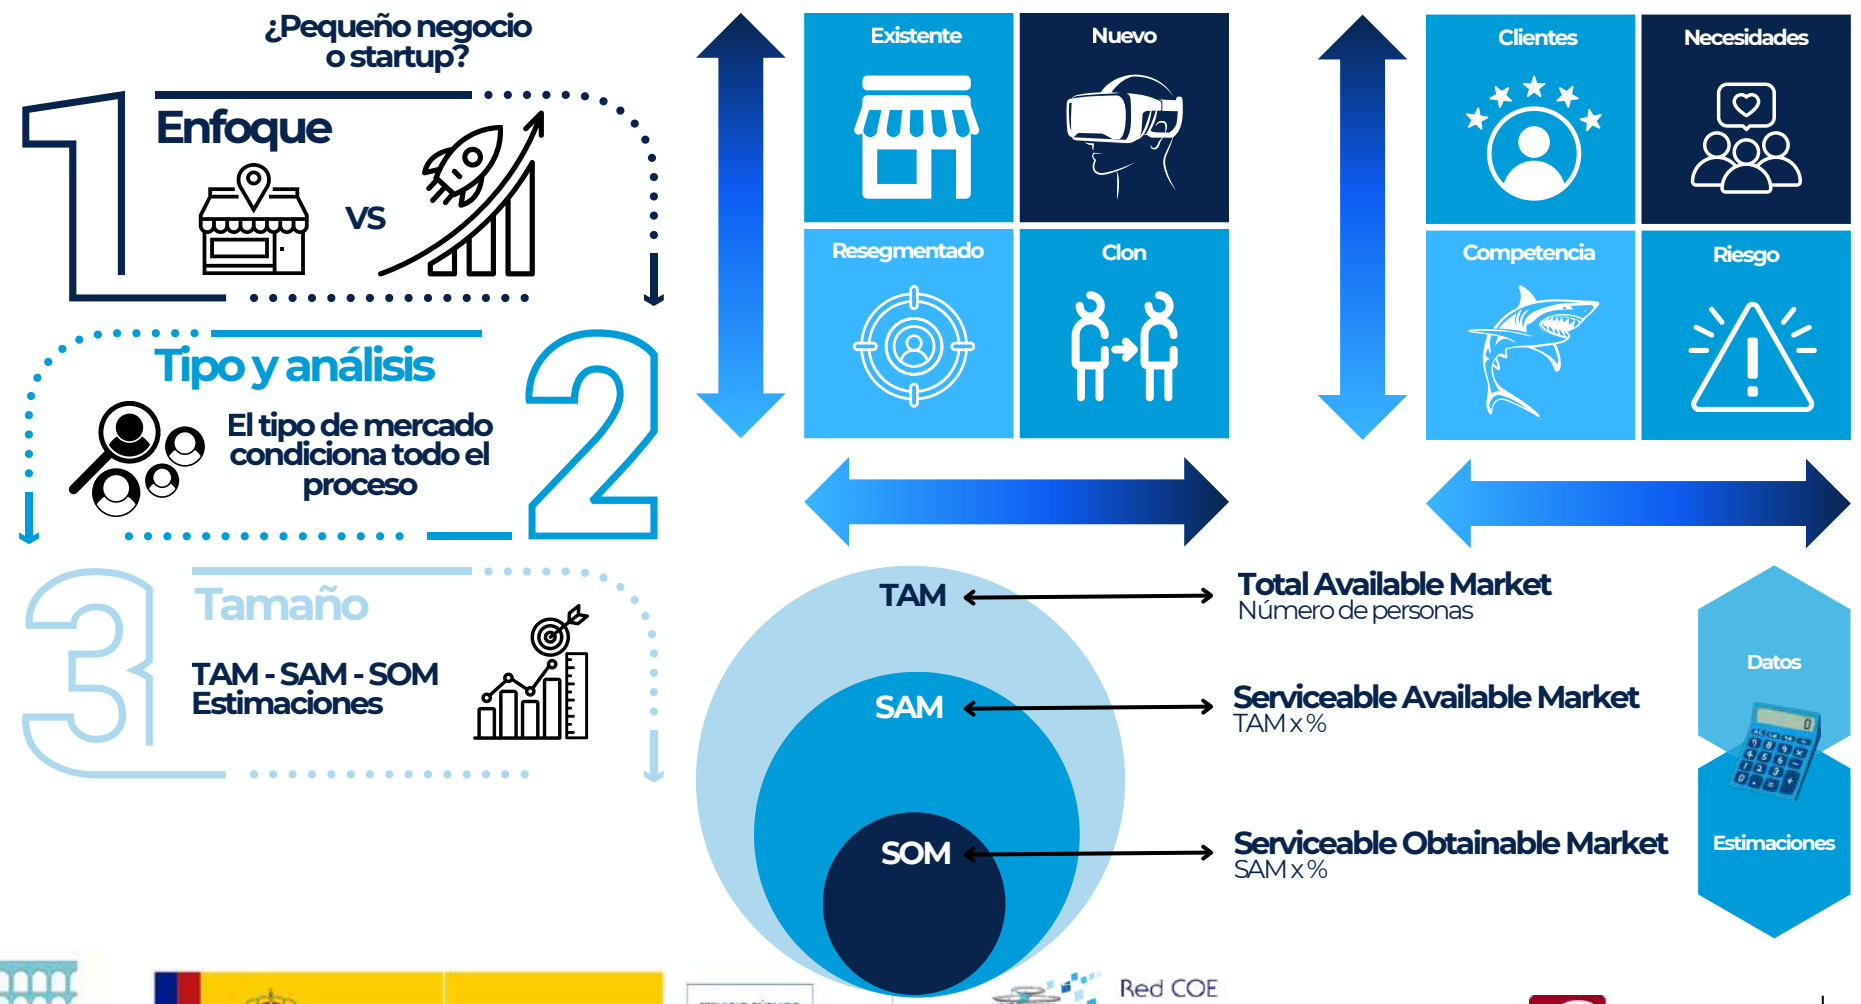 ¿Pequeño negocio
o startup?
1
Enfoque
VS
Tipo y análisis
2
El tipo de mercado
condiciona todo el
proceso
3
Tamaño
TAM - SAM - SOM
Estimaciones
Existente
Nuevo
Resegmentado
Clon
Clientes
Necesidades
Competencia
Riesgo
TAM
Total Available Market
Número de personas
SAM
Serviceable Available Market
TAM x %
SOM
Serviceable Obtainable Market
SAM x %
Datos
Estimaciones
Red COE